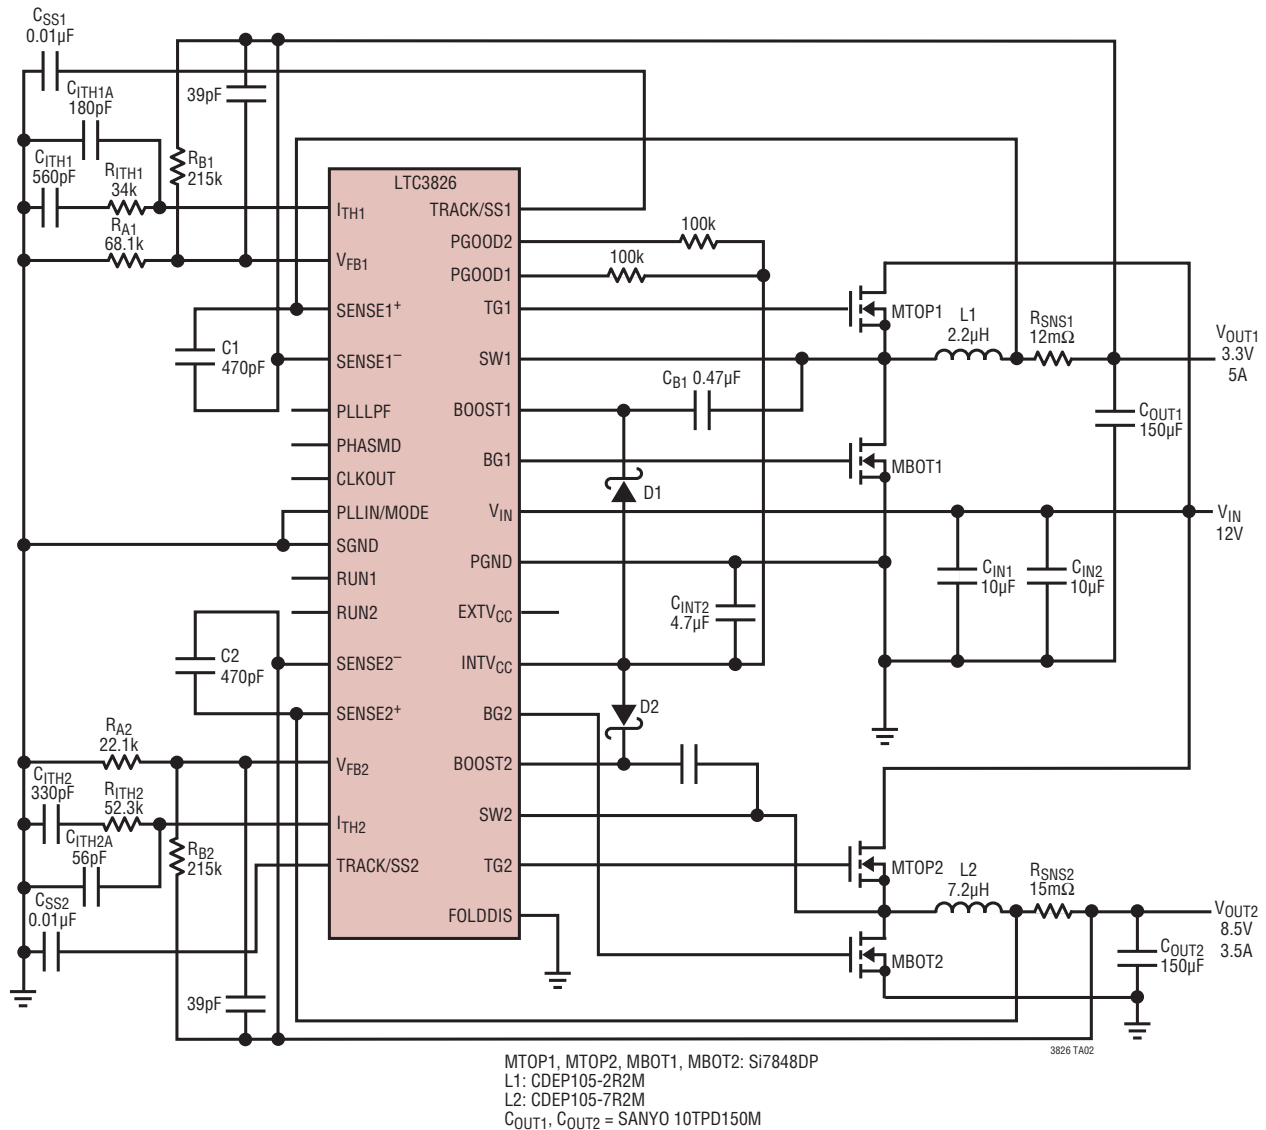 CSS1
0.01µF
CITH1A
180pF
39pF
CITH1
560pF
RITH1
34k
RB1
215k
RA1
68.1k
LTC3826
ITH1
VFB1
SENSE1+
SENSE1–
PLLLPF
PHASMD
CLKOUT
PLLIN/MODE
SGND
RUN1
RUN2
SENSE2–
SENSE2+
VFB2
ITH2
TRACK/SS2
TRACK/SS1
PGOOD2
PGOOD1
TG1
SW1
BOOST1
BG1
VIN
PGND
EXTVCC
INTVCC
BG2
BOOST2
SW2
TG2
FOLDDIS
C1
470pF
C2
470pF
RA2
22.1k
CITH2
330pF
RITH2
52.3k
CITH2A
56pF
RB2
215k
CSS2
0.01µF
39pF
100k
100k
MTOP1
L1
2.2µH
RSNS1
12mΩ
VOUT1
3.3V
5A
CB1 0.47µF
COUT1
150µF
MBOT1
D1
VIN
12V
CIN1
10µF
CIN2
10µF
CINT2
4.7µF
D2
MTOP2
L2
7.2µH
RSNS2
15mΩ
VOUT2
8.5V
3.5A
COUT2
150µF
MBOT2
3826 TA02
MTOP1, MTOP2, MBOT1, MBOT2: Si7848DP
L1: CDEP105-2R2M
L2: CDEP105-7R2M
COUT1, COUT2 = SANYO 10TPD150M